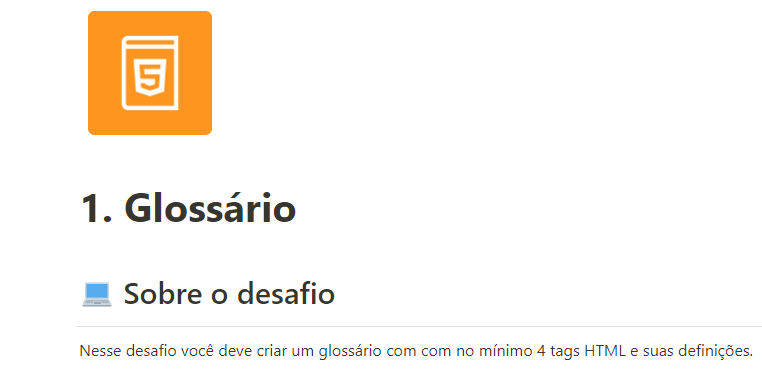 5
1. Glossário
Sobre o desafio
Nesse desafio você deve criar um glossário com com no mínimo 4 tags HTML e suas definições.